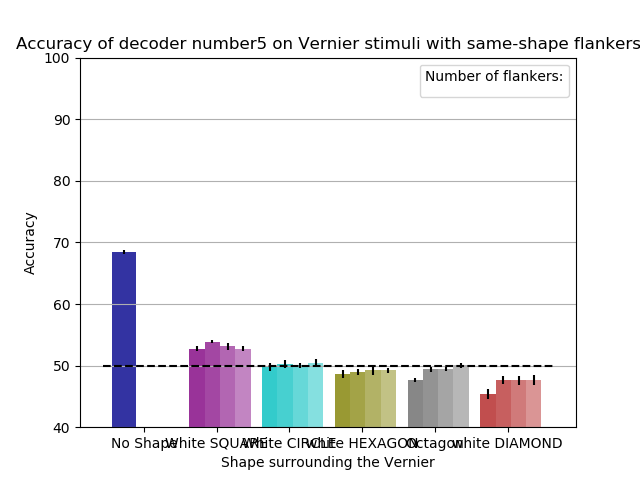 Accuracy of decoder number5 on Vernier stimuli with same-shape flankers
Number of flankers:
100
90
80
70
60
50
40
Accuracy
No Shape
White SQUARE
White CIRCLE
white HEXAGON
Octagon
white DIAMOND
Shape surrounding the Vernier